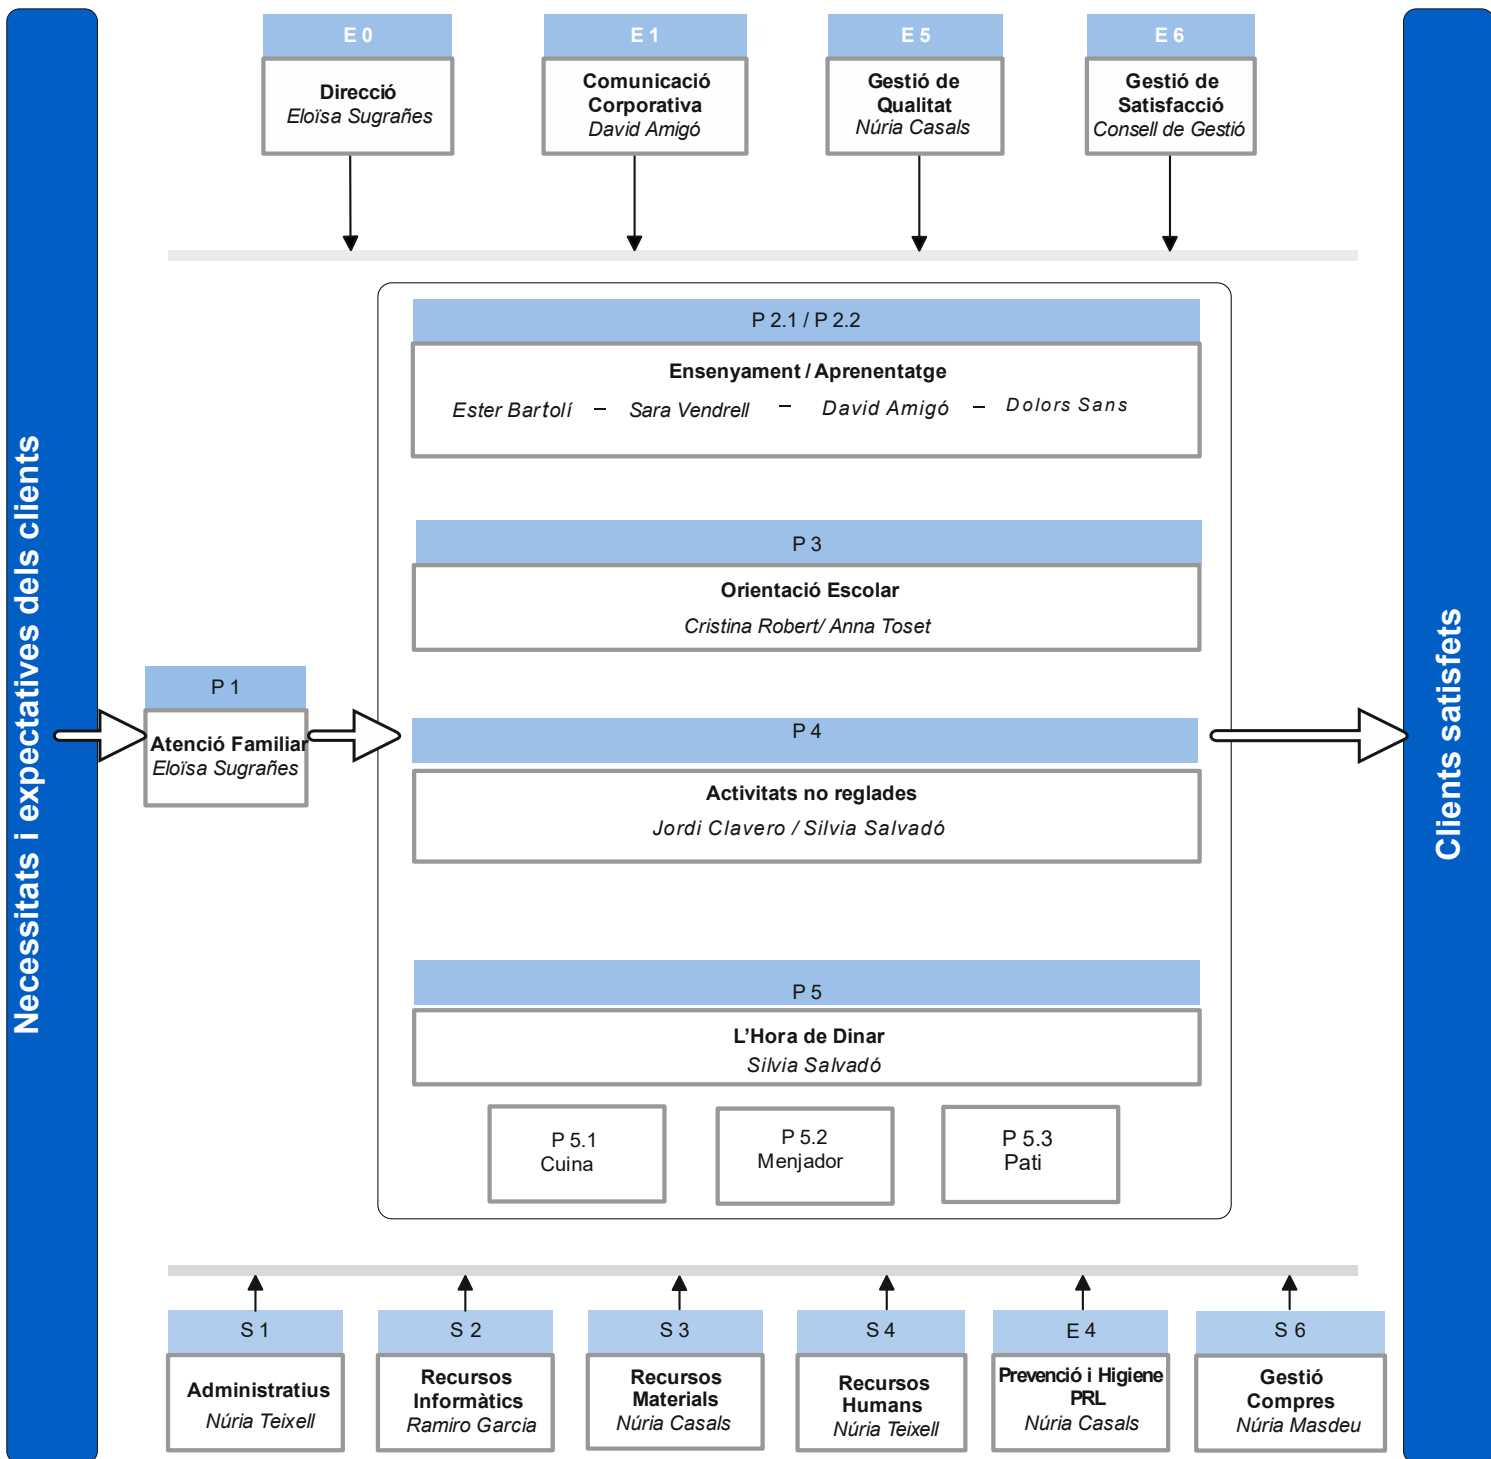 E 0
Direcció
Eloïsa Sugrañes
E 1
Comunicació
Corporativa
David Amigó
E 5
Gestió de
Qualitat
Núria Casals
E 6
Gestió de
Satisfacció
Consell de Gestió
Necessitats i expectatives dels clients
P 1
Atenció Familiar
Eloïsa Sugrañes
P 2.1 / P 2.2
Ensenyament / Aprenentatge
Ester Bartolí – Sara Vendrell – David Amigó – Dolors Sans
P 3
Orientació Escolar
Cristina Robert/ Anna Toset
P 4
Activitats no reglades
Jordi Clavero / Silvia Salvadó
P 5
L’Hora de Dinar
Silvia Salvadó
P 5.1
Cuina
P 5.2
Menjador
P 5.3
Pati
Clients satisfets
S 1
Administratius
Núria Teixell
S 2
Recursos
Informàtics
Ramiro Garcia
S 3
Recursos
Materials
Núria Casals
S 4
Recursos
Humans
Núria Teixell
E 4
Prevenció i Higiene
PRL
Núria Casals
S 6
Gestió
Compres
Núria Masdeu